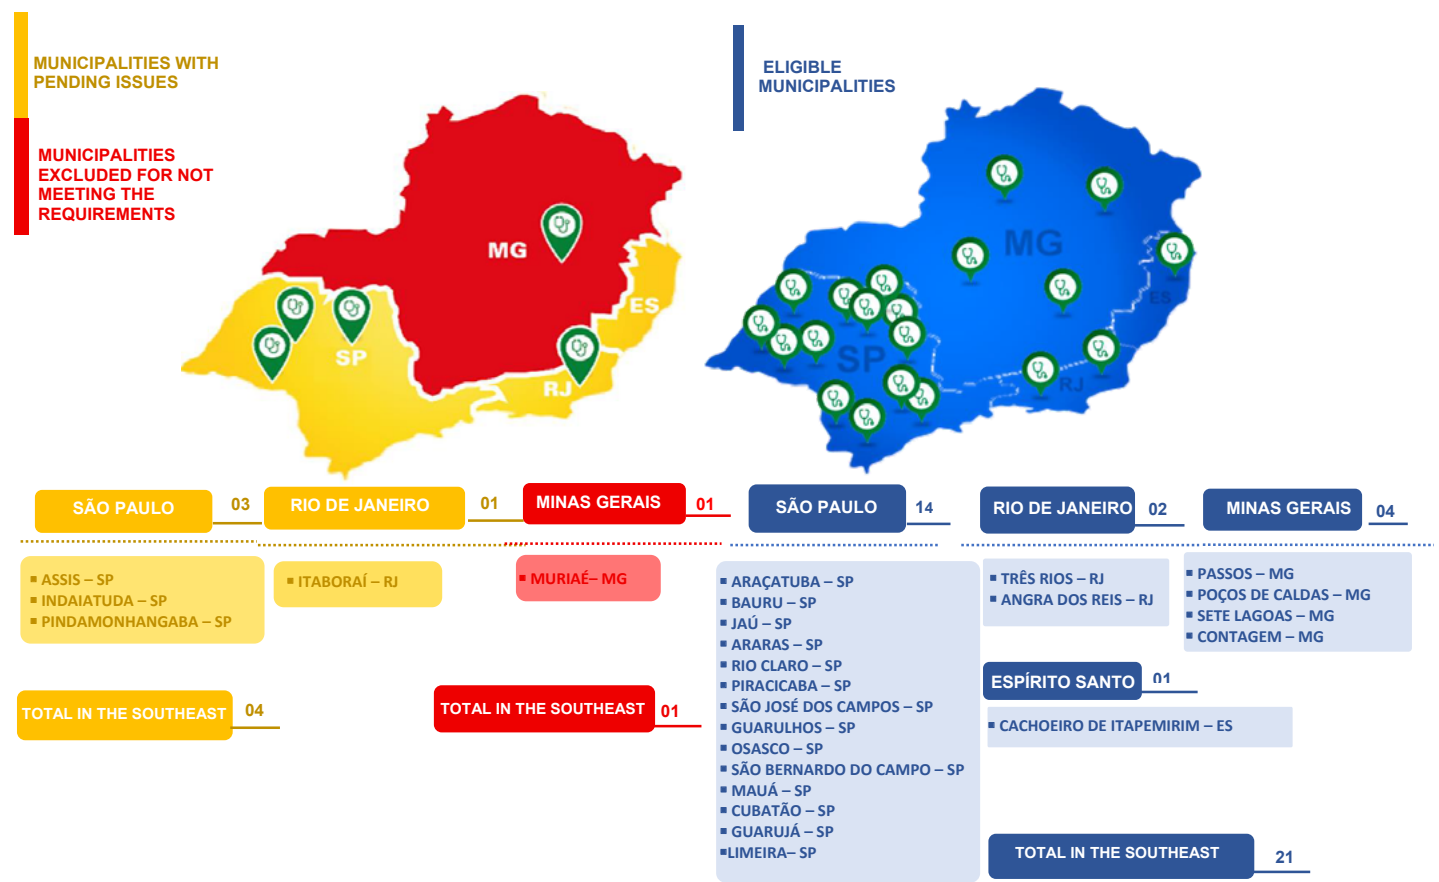 MUNICIPALITIES WITH
PENDING ISSUES
MUNICIPALITIES
EXCLUDED FOR NOT
MEETING THE
REQUIREMENTS
MG
ES
SP
RJ
ELIGIBLE
MUNICIPALITIES
MG
ES
SP
RJ
SÃO PAULO 03
▪ ASSIS – SP
▪ INDAIATUDA – SP
▪ PINDAMONHANGABA – SP
RIO DE JANEIRO 01
▪ ITABORAÍ – RJ
TOTAL IN THE SOUTHEAST 04
MINAS GERAIS 01
▪ MURIAÉ– MG
TOTAL IN THE SOUTHEAST 01
SÃO PAULO 14
▪ ARAÇATUBA – SP
▪ BAURU – SP
▪ JAÚ – SP
▪ ARARAS – SP
▪ RIO CLARO – SP
▪ PIRACICABA – SP
▪ SÃO JOSÉ DOS CAMPOS – SP
▪ GUARULHOS – SP
▪ OSASCO – SP
▪ SÃO BERNARDO DO CAMPO – SP
▪ MAUÁ – SP
▪ CUBATÃO – SP
▪ GUARUJÁ – SP
▪LIMEIRA– SP
RIO DE JANEIRO 02
▪ TRÊS RIOS – RJ
▪ ANGRA DOS REIS – RJ
MINAS GERAIS 04
▪ PASSOS – MG
▪ POÇOS DE CALDAS – MG
▪ SETE LAGOAS – MG
▪ CONTAGEM – MG
ESPÍRITO SANTO 01
▪ CACHOEIRO DE ITAPEMIRIM – ES
TOTAL IN THE SOUTHEAST 21